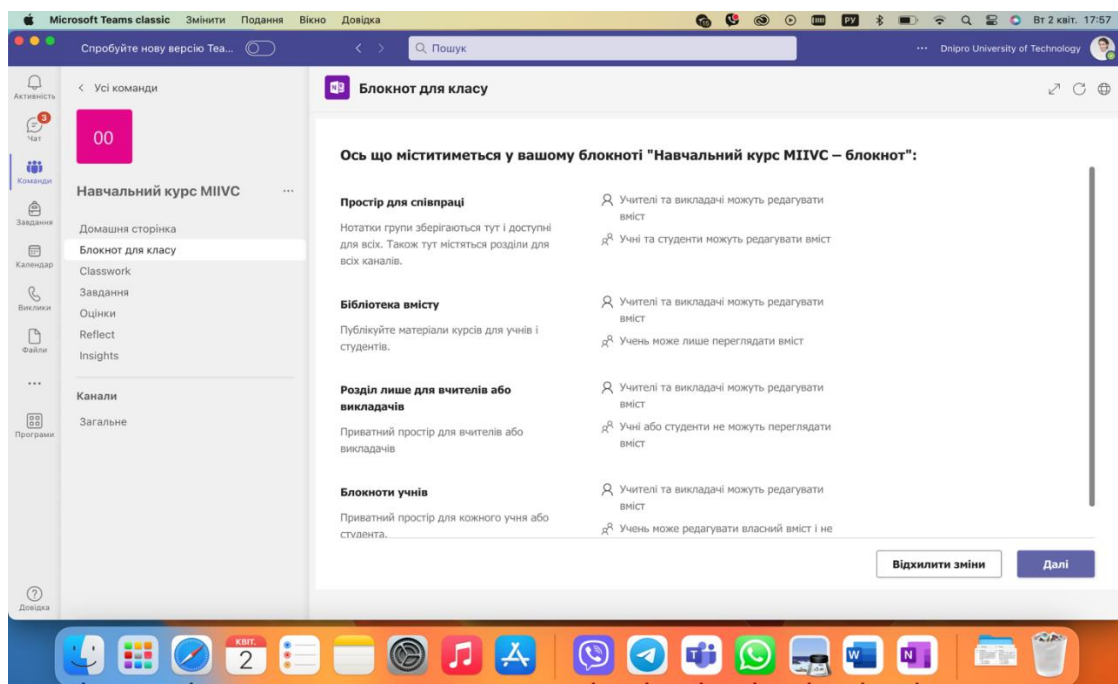 Microsoft Teams classic Змінити Подання Вікно Довідка РУ Вт 2 квіт. 17:57
Спробуйте нову версію Tea... Пошук ... Dnipro University of Technology
Активність
3
Чат
Команди
Завдання
Календар
Виклики
Файли
...
Програми
Довідка
< Усі команди
00
Навчальний курс MIIVC ...
Домашня сторінка
Блокнот для класу
Classwork
Завдання
Оцінки
Reflect
Insights
Канали
Загальне
N Блокнот для класу
Ось що міститиметься у вашому блокноті "Навчальний курс MIIVC – блокнот":
Простір для співпраці
Нотатки групи зберігаються тут і доступні
для всіх. Також тут містяться розділи для
всіх каналів.
Учителі та викладачі можуть редагувати
вміст
Учні та студенти можуть редагувати вміст
Бібліотека вмісту
Публікуйте матеріали курсів для учнів і
студентів.
Учителі та викладачі можуть редагувати
вміст
Учень може лише переглядати вміст
Розділ лише для вчителів або
викладачів
Приватний простір для вчителів або
викладачів
Учителі та викладачі можуть редагувати
вміст
Учні або студенти не можуть переглядати
вміст
Блокноти учнів
Приватний простір для кожного учня або
студента.
Учителі та викладачі можуть редагувати
вміст
Учень може редагувати власний вміст і не
Відхилити зміни Далі
КВІТ.
2
W N